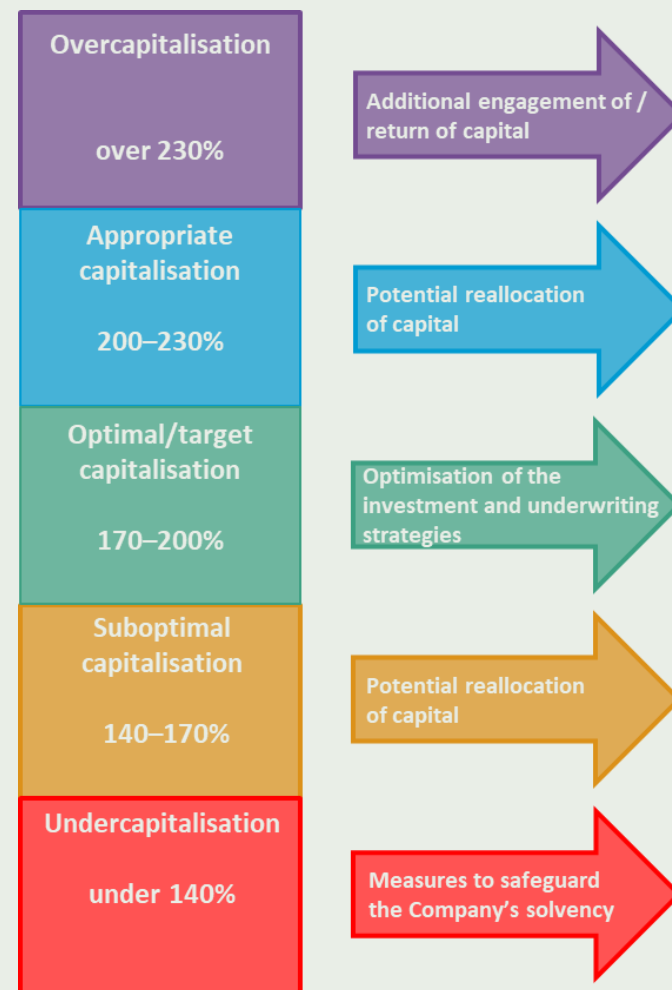 Overcapitalisation
over 230%
Additional engagement of /
return of capital
Appropriate
capitalisation
200–230%
Potential reallocation
of capital
Optimal/target
capitalisation
170–200%
Optimisation of the
investment and underwriting
strategies
Suboptimal
capitalisation
140–170%
Potential reallocation
of capital
Undercapitalisation
under 140%
Measures to safeguard
the Company’s solvency